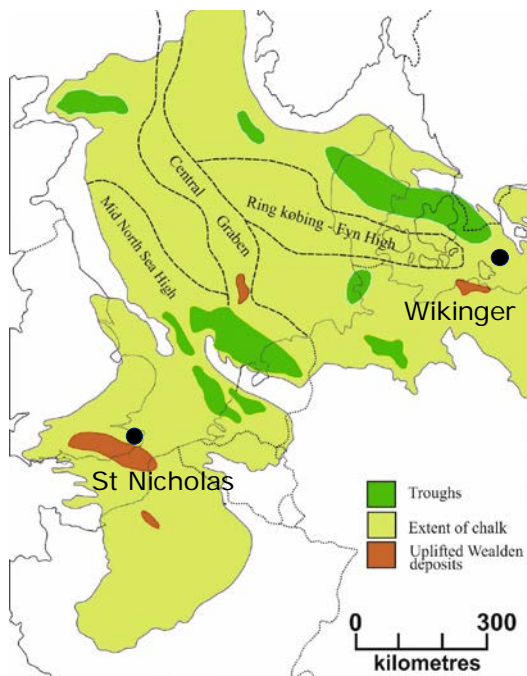 Central
Graben
Ring købing - Fyn High
Mid North Sea High
Wikinger
St Nicholas
Troughs
Extent of chalk
Uplifted Wealden
deposits
0 300
kilometres